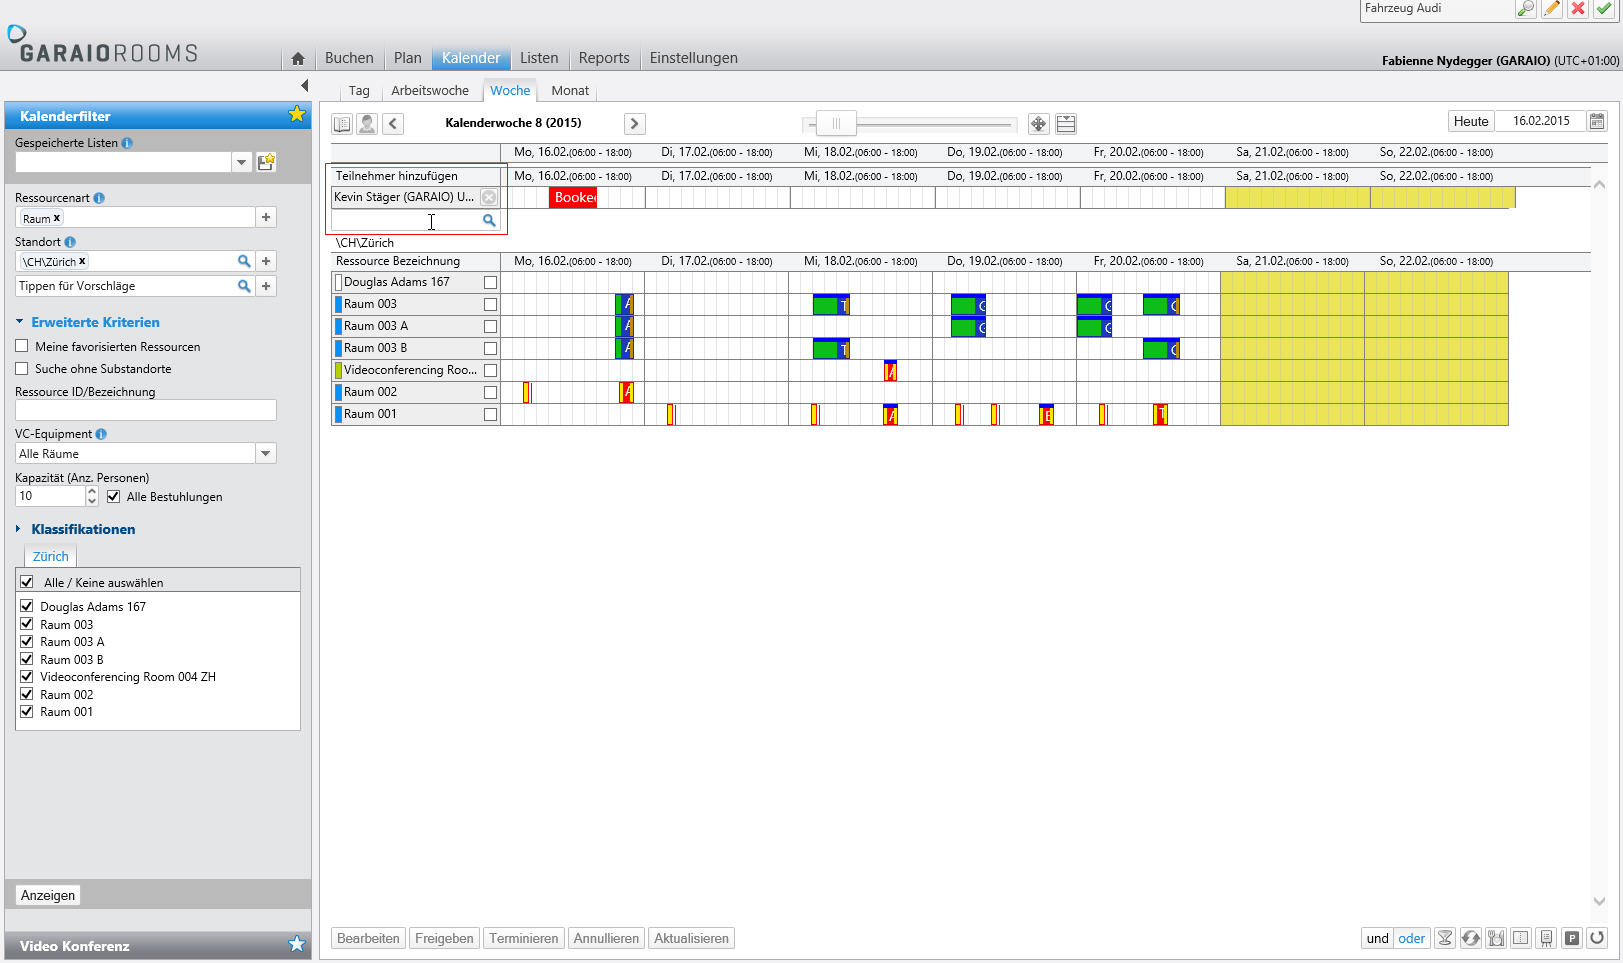 Fahrzeug Audi
GARAIOROOMS
Buchen Plan Kalender Listen Reports Einstellungen
Fabienne Nydegger (GARAIO) (UTC+01:00)
Tag Arbeitswoche Woche Monat
Kalenderfilter
Gespeicherte Listen
Ressourcenart
Raum x
Standort
\CH\Zürich x
Tippen für Vorschläge
Erweiterte Kriterien
Meine favorisierten Ressourcen
Suche ohne Substandorte
Ressource ID/Bezeichnung
VC-Equipment
Alle Räume
Kapazität (Anz. Personen)
10 Alle Bestuhlungen
Klassifikationen
Zürich
Alle / Keine auswählen
Douglas Adams 167
Raum 003
Raum 003 A
Raum 003 B
Videoconferencing Room 004 ZH
Raum 002
Raum 001
Anzeigen
Video Konferenz
Kalenderwoche 8 (2015)
Heute 16.02.2015
Mo, 16.02.(06:00 - 18:00) Di, 17.02.(06:00 - 18:00) Mi, 18.02.(06:00 - 18:00) Do, 19.02.(06:00 - 18:00) Fr, 20.02.(06:00 - 18:00) Sa, 21.02.(06:00 - 18:00) So, 22.02.(06:00 - 18:00)
Teilnehmer hinzufügen Mo, 16.02.(06:00 - 18:00) Di, 17.02.(06:00 - 18:00) Mi, 18.02.(06:00 - 18:00) Do, 19.02.(06:00 - 18:00) Fr, 20.02.(06:00 - 18:00) Sa, 21.02.(06:00 - 18:00) So, 22.02.(06:00 - 18:00)
Kevin Stäger (GARAIO) U... Booked
\CH\Zürich
Ressource Bezeichnung Mo, 16.02.(06:00 - 18:00) Di, 17.02.(06:00 - 18:00) Mi, 18.02.(06:00 - 18:00) Do, 19.02.(06:00 - 18:00) Fr, 20.02.(06:00 - 18:00) Sa, 21.02.(06:00 - 18:00) So, 22.02.(06:00 - 18:00)
Douglas Adams 167
Raum 003 A T G G G
Raum 003 A A G G
Raum 003 B A T G
Videoconferencing Roo... A
Raum 002 A
Raum 001 A E T
Bearbeiten Freigeben Terminieren Annullieren Aktualisieren
und oder P